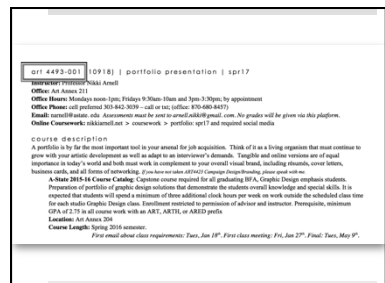 art 4493-001 [10918] | portfolio presentation | spr17
Instructor: Professor Nikki Arnell
Office: Art Annex 211
Office Hours: Mondays noon-1pm; Fridays 9:30am-10am and 3pm-3:30pm; by appointment
Office Phone: cell preferred 303-842-3039 – call or txt; (office: 870-680-8457)
Email: narnell@astate. edu Assessments must be sent to arnell.nikki@gmail. com. No grades will be given via this platform.
Online Coursework: nikkiarnell.net > coursework > portfolio: spr17 and required social media
course description
A portfolio is by far the most important tool in your arsenal for job acquisition. Think of it as a living organism that must continue to
grow with your artistic development as well as adapt to an interviewer's demands. Tangible and online versions are of equal
importance in today's world and both must work in complement to your overall visual brand, including résumés, cover letters,
business cards, and all forms of networking. If you have not taken ART4423 Campaign Design/Branding, please speak with me.
A-State 2015-16 Course Catalog: Capstone course required for all graduating BFA, Graphic Design emphasis students.
Preparation of portfolio of graphic design solutions that demonstrate the students overall knowledge and special skills. It is
expected that students will spend a minimum of three additional clock hours per week on work outside the scheduled class time
for each studio Graphic Design class. Enrollment restricted to permission of advisor and instructor. Prerequisite, minimum
GPA of 2.75 in all course work with an ART, ARTH, or ARED prefix
Location: Art Annex 204
Course Length: Spring 2016 semester.
First email about class requirements: Tues, Jan 18th. First class meeting: Fri, Jan 27th. Final: Tues, May 9th.